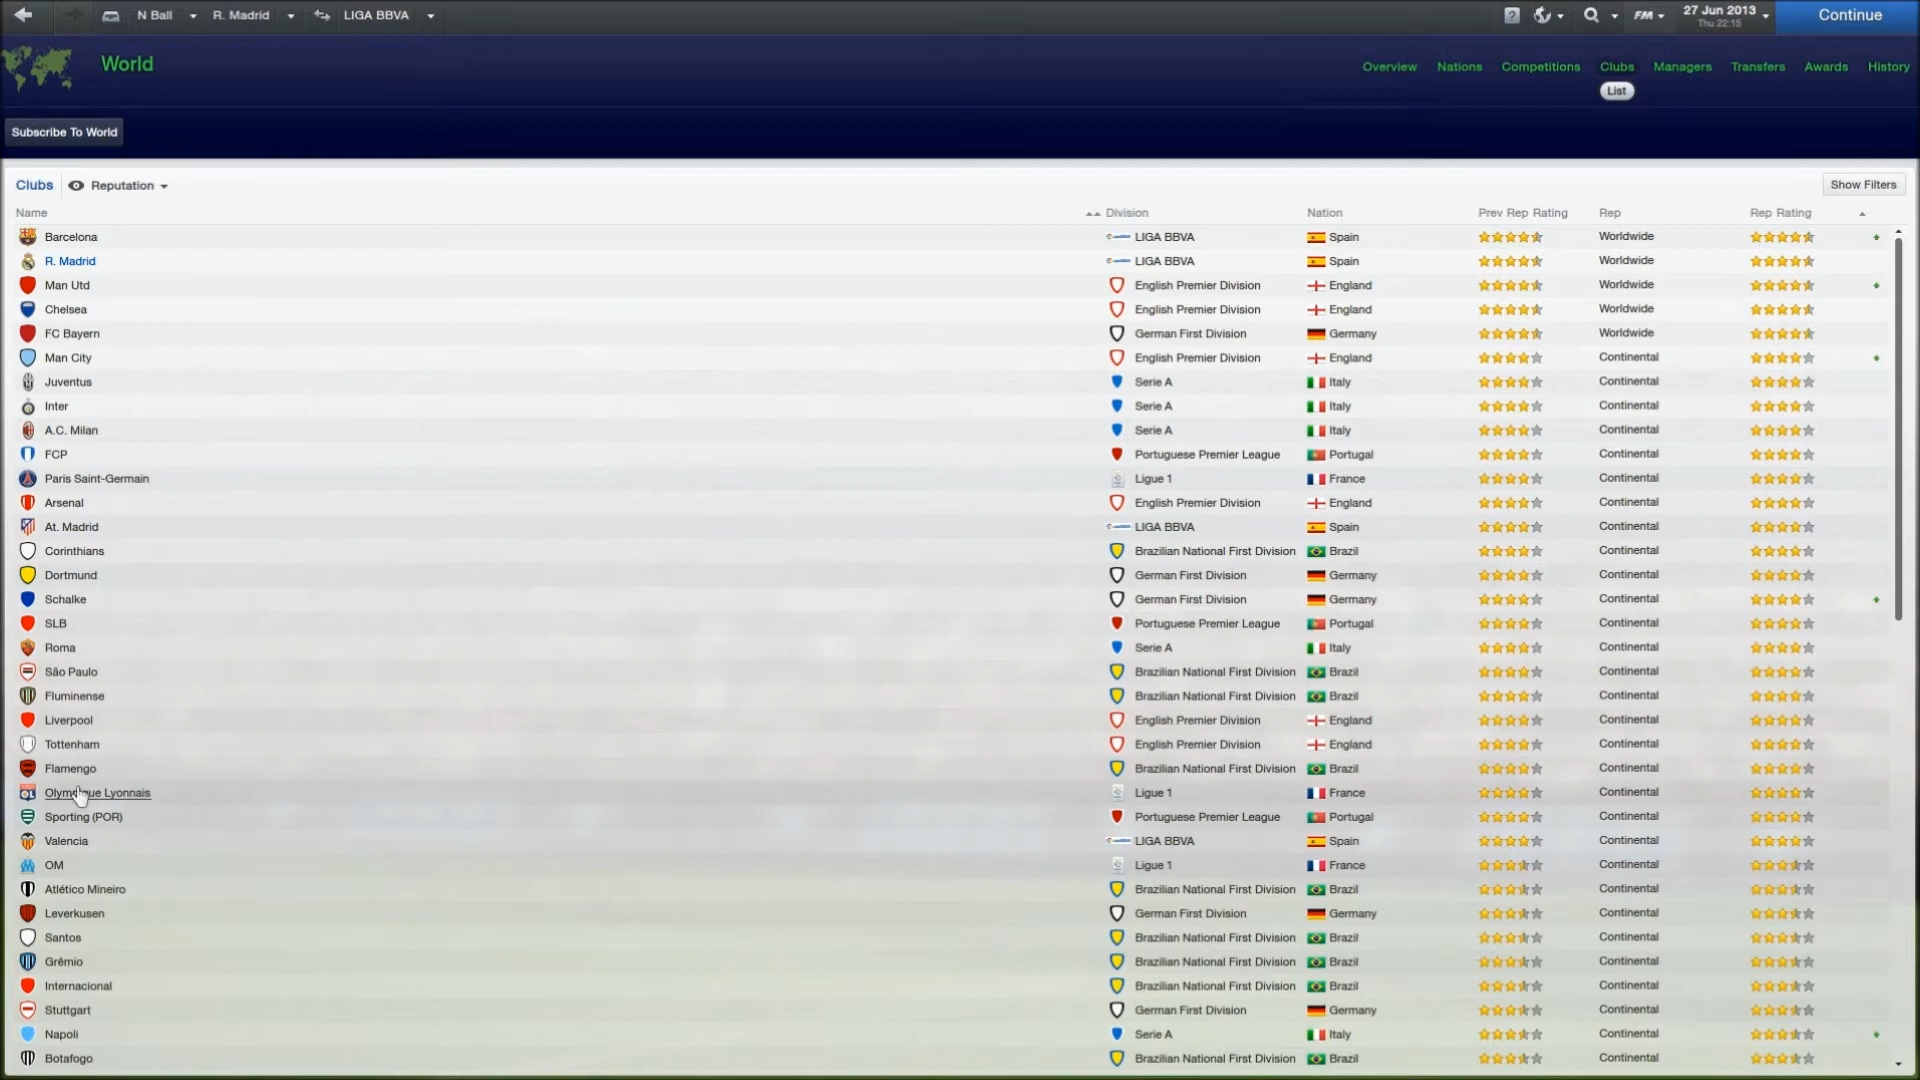 N Ball R. Madrid LIGA BBVA ? FM 27 Jun 2013 Continue
Thu 22:15
World Overview Nations Competitions Clubs Managers Transfers Awards History
List
Subscribe To World
Clubs Reputation Show Filters
Name Division Nation Prev Rep Rating Rep Rep Rating
Barcelona LIGA BBVA Spain Worldwide
R. Madrid LIGA BBVA Spain Worldwide
Man Utd English Premier Division England Worldwide
Chelsea English Premier Division England Worldwide
FC Bayern German First Division Germany Worldwide
Man City English Premier Division England Continental
Juventus Serie A Italy Continental
Inter Serie A Italy Continental
A.C. Milan Serie A Italy Continental
FCP Portuguese Premier League Portugal Continental
Paris Saint-Germain Ligue 1 France Continental
Arsenal English Premier Division England Continental
At. Madrid LIGA BBVA Spain Continental
Corinthians Brazilian National First Division Brazil Continental
Dortmund German First Division Germany Continental
Schalke German First Division Germany Continental
SLB Portuguese Premier League Portugal Continental
Roma Serie A Italy Continental
São Paulo Brazilian National First Division Brazil Continental
Fluminense Brazilian National First Division Brazil Continental
Liverpool English Premier Division England Continental
Tottenham English Premier Division England Continental
Flamengo Brazilian National First Division Brazil Continental
Olympique Lyonnais Ligue 1 France Continental
Sporting (POR) Portuguese Premier League Portugal Continental
Valencia LIGA BBVA Spain Continental
OM Ligue 1 France Continental
Atlético Mineiro Brazilian National First Division Brazil Continental
Leverkusen German First Division Germany Continental
Santos Brazilian National First Division Brazil Continental
Grêmio Brazilian National First Division Brazil Continental
Internacional Brazilian National First Division Brazil Continental
Stuttgart German First Division Germany Continental
Napoli Serie A Italy Continental
Botafogo Brazilian National First Division Brazil Continental